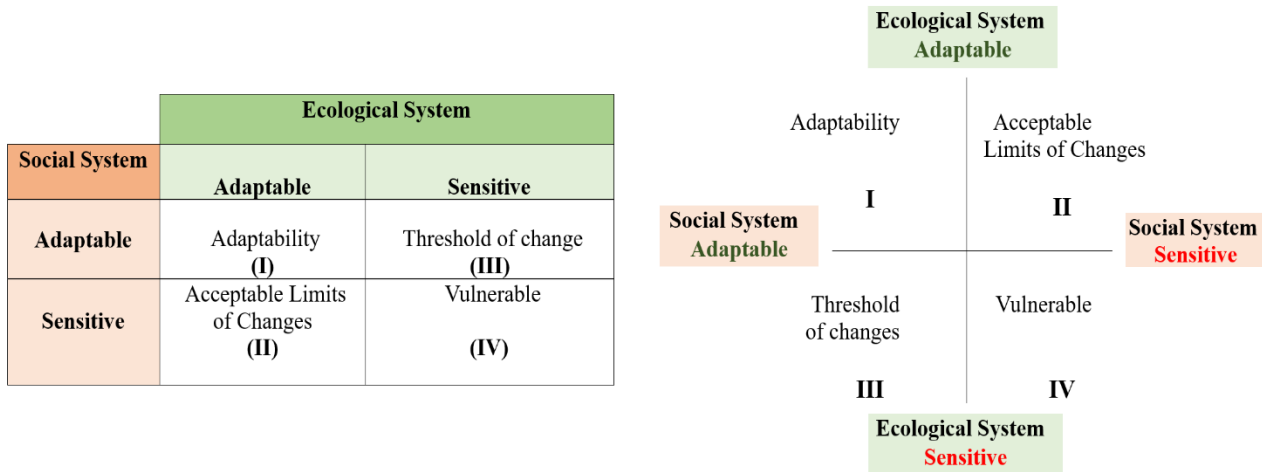 Ecological System
Social System
Adaptable
Sensitive
Adaptable
Adaptability
(I)
Threshold of change
(III)
Sensitive
Acceptable Limits
of Changes
(II)
Vulnerable
(IV)
Ecological System
Adaptable
Adaptability
Acceptable
Limits of Changes
I
II
Social System
Adaptable
Social System
Sensitive
Threshold
of changes
Vulnerable
III
IV
Ecological System
Sensitive